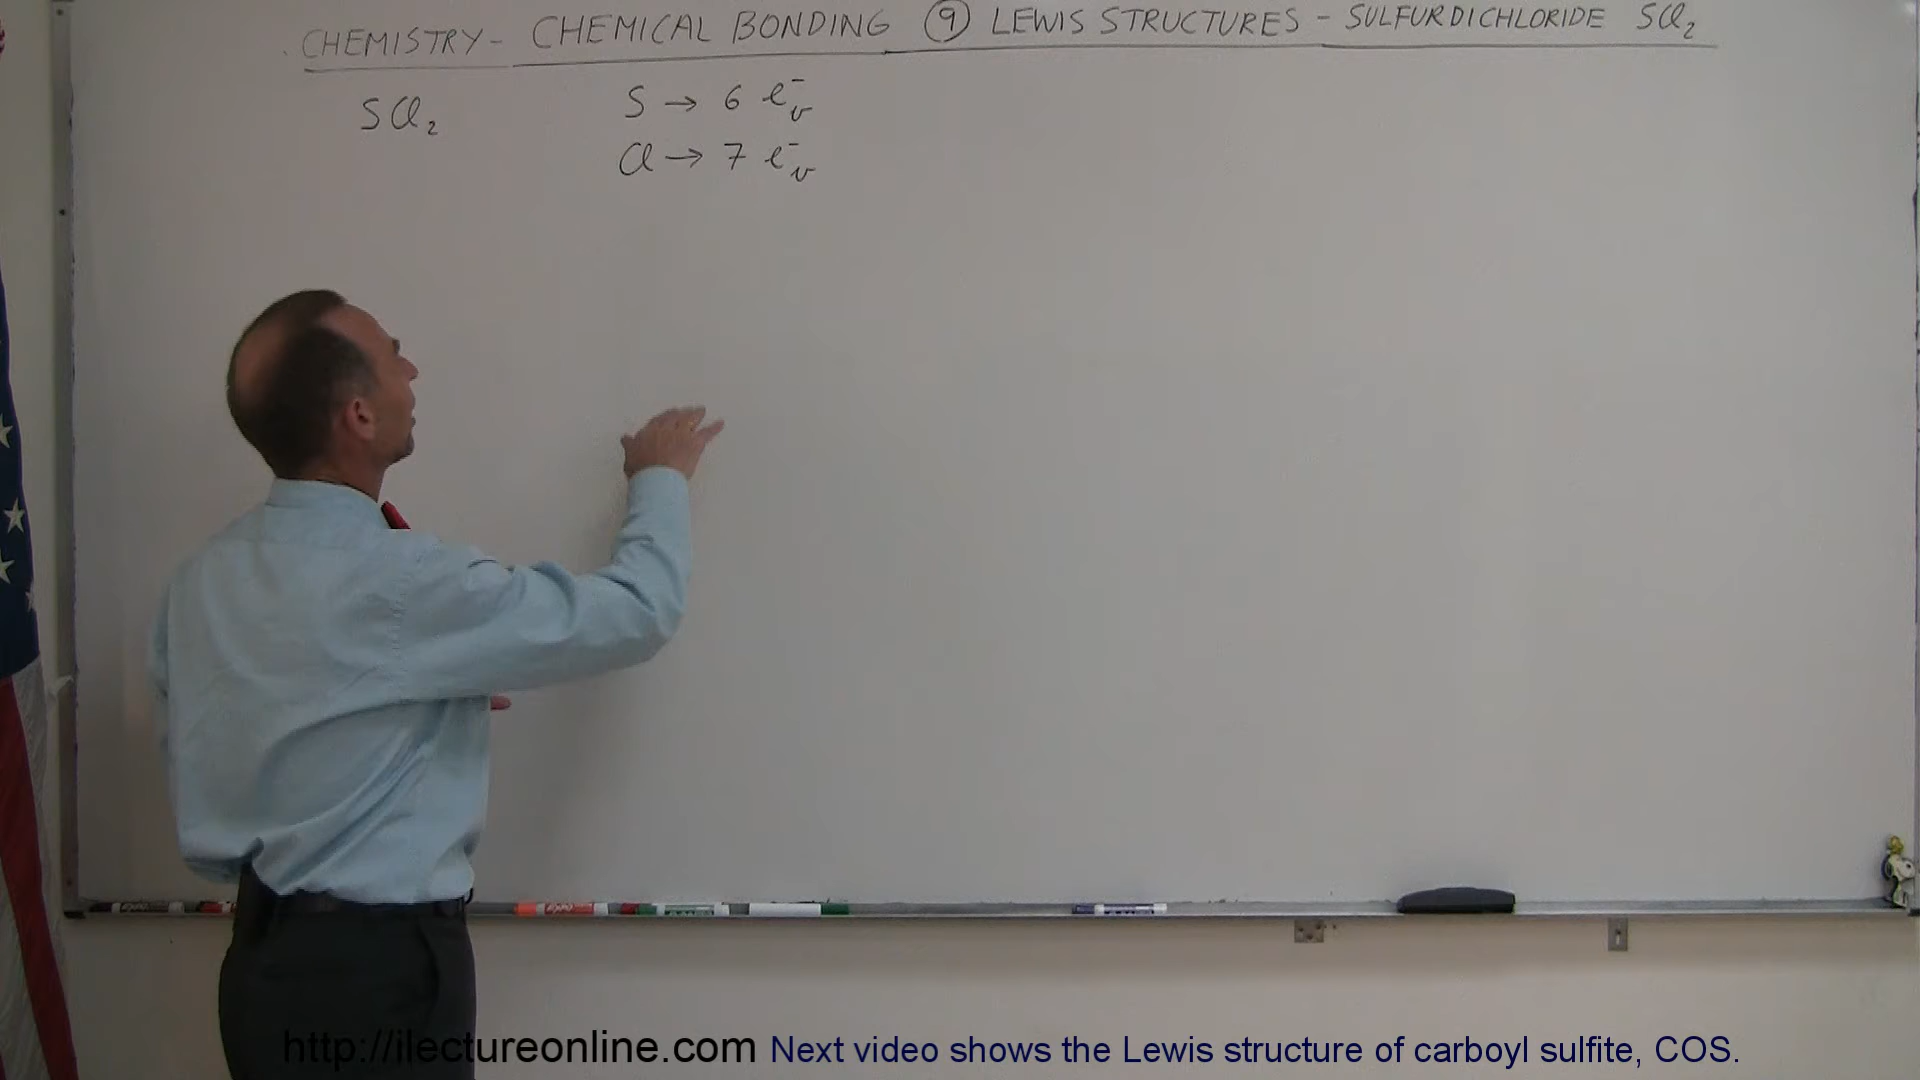 CHEMISTRY - CHEMICAL BONDING ⑨ LEWIS STRUCTURES - SULFURDICHLORIDE SCl₂
SCl₂
S → 6 e⁻ᵥ
Cl → 7 e⁻ᵥ
EXPO
http://ilectureonline.com Next video shows the Lewis structure of carboyl sulfite, COS.